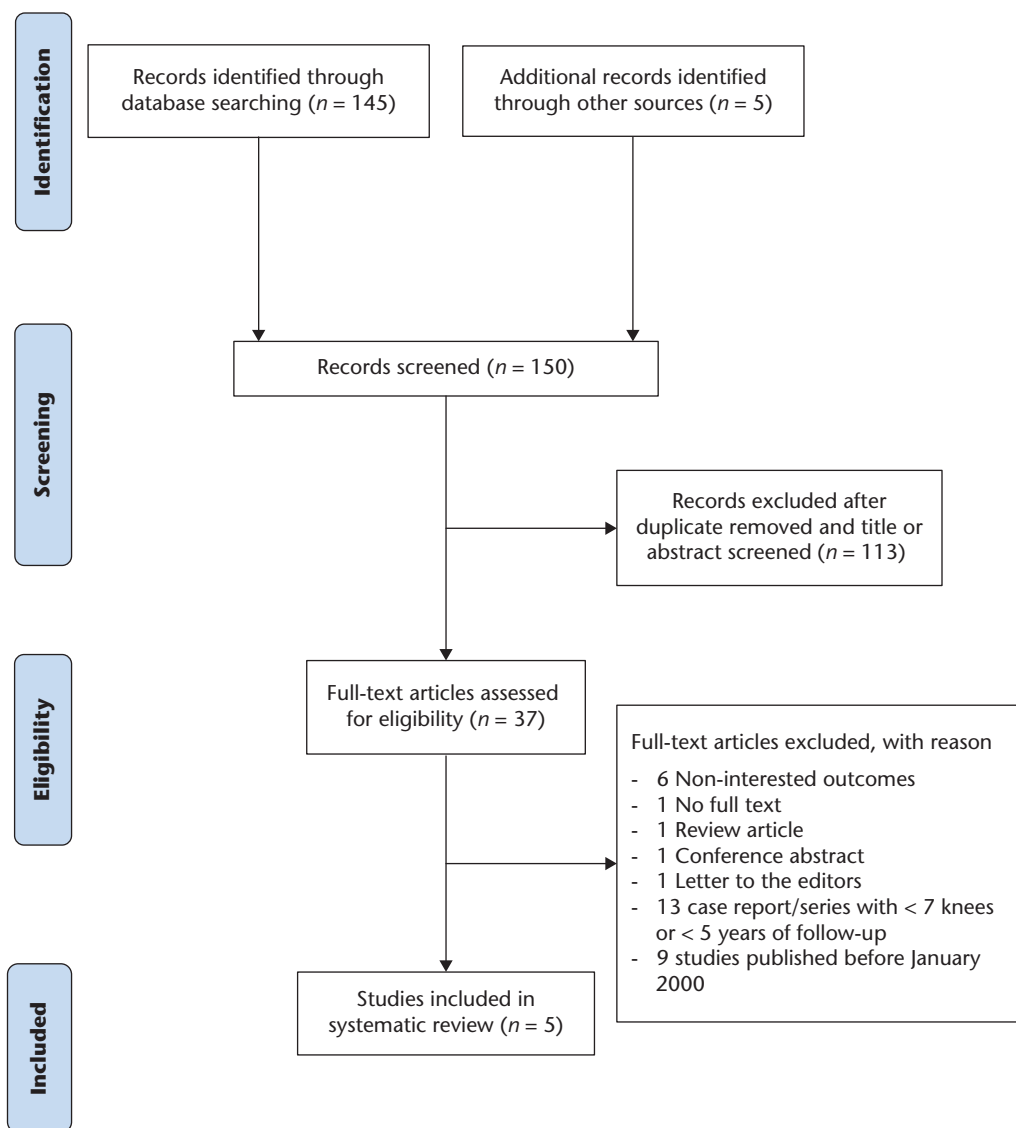 Identification
Records identified through
database searching (n = 145)
Additional records identified
through other sources (n = 5)
Screening
Records screened (n = 150)
Records excluded after
duplicate removed and title or
abstract screened (n = 113)
Eligibility
Full-text articles assessed
for eligibility (n = 37)
Full-text articles excluded, with reason
- 6 Non-interested outcomes
- 1 No full text
- 1 Review article
- 1 Conference abstract
- 1 Letter to the editors
- 13 case report/series with < 7 knees
or < 5 years of follow-up
- 9 studies published before January
2000
Included
Studies included in
systematic review (n = 5)